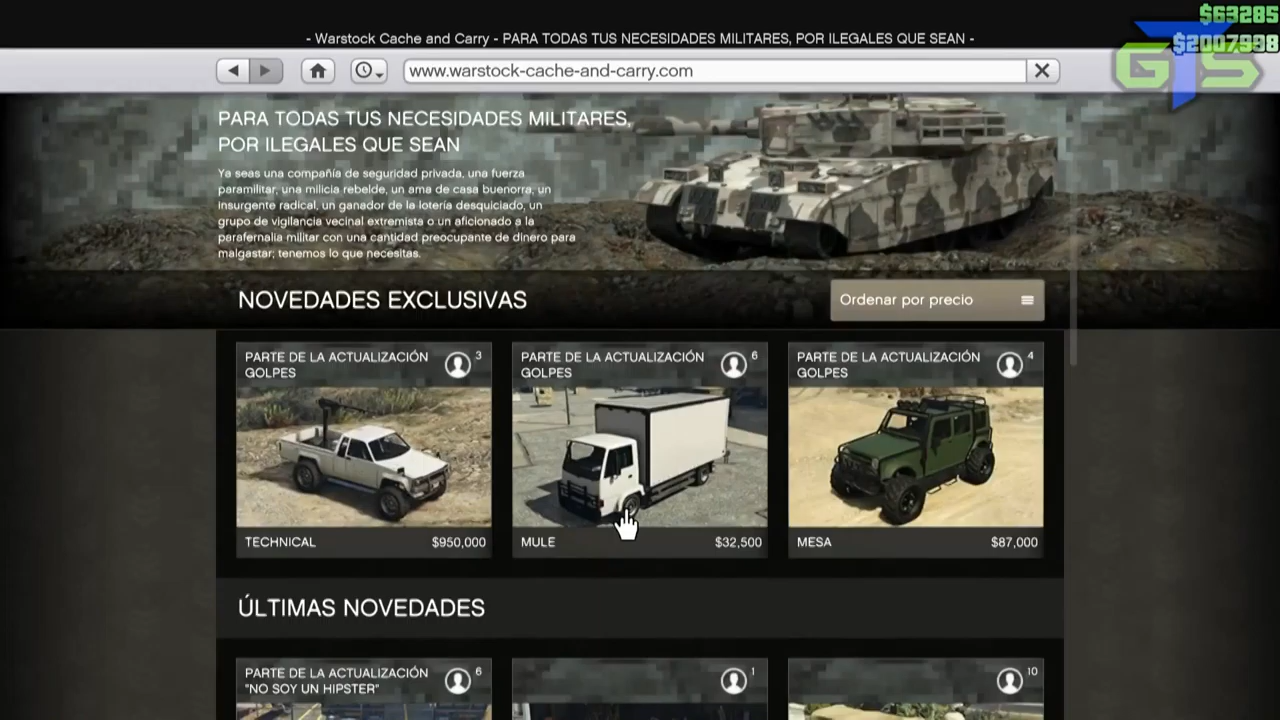 $63285
- Warstock Cache and Carry - PARA TODAS TUS NECESIDADES MILITARES, POR ILEGALES QUE SEAN -
$2007998
www.warstock-cache-and-carry.com
GTS
PARA TODAS TUS NECESIDADES MILITARES,
POR ILEGALES QUE SEAN
Ya seas una compañía de seguridad privada, una fuerza
paramilitar, una milicia rebelde, un ama de casa buenorra, un
insurgente radical, un ganador de la lotería desquiciado, un
grupo de vigilancia vecinal extremista o un aficionado a la
parafernalia militar con una cantidad preocupante de dinero para
malgastar; tenemos lo que necesitas.
NOVEDADES EXCLUSIVAS
Ordenar por precio
PARTE DE LA ACTUALIZACIÓN
GOLPES
3
TECHNICAL $950,000
PARTE DE LA ACTUALIZACIÓN
GOLPES
6
MULE $32,500
PARTE DE LA ACTUALIZACIÓN
GOLPES
4
MESA $87,000
ÚLTIMAS NOVEDADES
PARTE DE LA ACTUALIZACIÓN
"NO SOY UN HIPSTER"
6
1
10